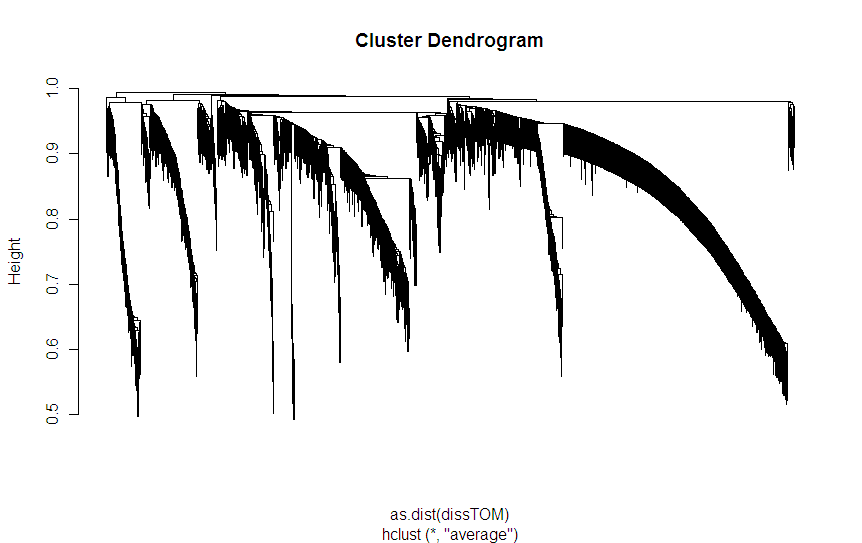 Cluster Dendrogram
Height
1.0
0.9
0.8
0.7
0.6
0.5
as.dist(dissTOM)
hclust (*, "average")